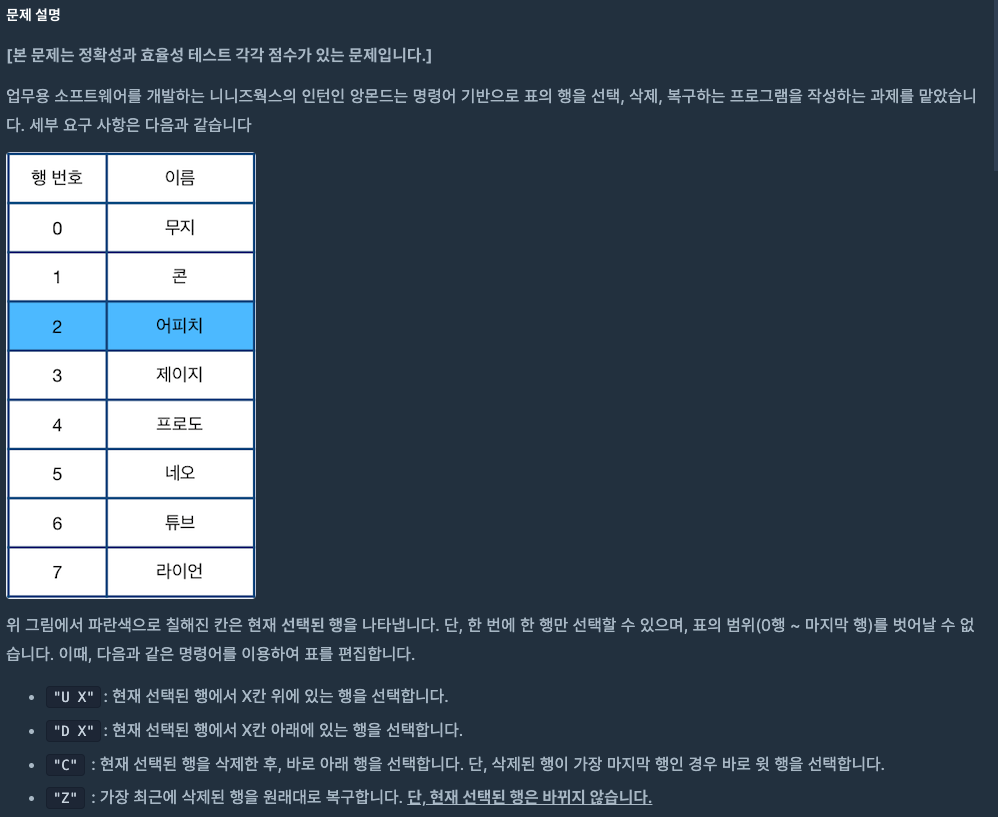 문제 설명
[본 문제는 정확성과 효율성 테스트 각각 점수가 있는 문제입니다.]
업무용 소프트웨어를 개발하는 니니즈웍스의 인턴인 앙몬드는 명령어 기반으로 표의 행을 선택, 삭제, 복구하는 프로그램을 작성하는 과제를 맡았습니
다. 세부 요구 사항은 다음과 같습니다
행 번호 이름
0 무지
1 콘
2 어피치
3 제이지
4 프로도
5 네오
6 튜브
7 라이언
위 그림에서 파란색으로 칠해진 칸은 현재 선택된 행을 나타냅니다. 단, 한 번에 한 행만 선택할 수 있으며, 표의 범위(0행 ~ 마지막 행)를 벗어날 수 없
습니다. 이때, 다음과 같은 명령어를 이용하여 표를 편집합니다.
• "U X" : 현재 선택된 행에서 X칸 위에 있는 행을 선택합니다.
• "D X" : 현재 선택된 행에서 X칸 아래에 있는 행을 선택합니다.
• "C" : 현재 선택된 행을 삭제한 후, 바로 아래 행을 선택합니다. 단, 삭제된 행이 가장 마지막 행인 경우 바로 윗 행을 선택합니다.
• "Z" : 가장 최근에 삭제된 행을 원래대로 복구합니다. 단, 현재 선택된 행은 바뀌지 않습니다.